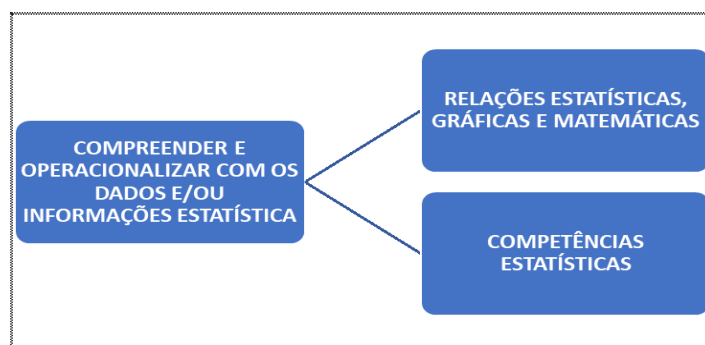 COMPREENDER E
OPERACIONALIZAR COM OS
DADOS E/OU
INFORMAÇÕES ESTATÍSTICA
RELAÇÕES ESTATÍSTICAS,
GRÁFICAS E MATEMÁTICAS
COMPETÊNCIAS
ESTATÍSTICAS